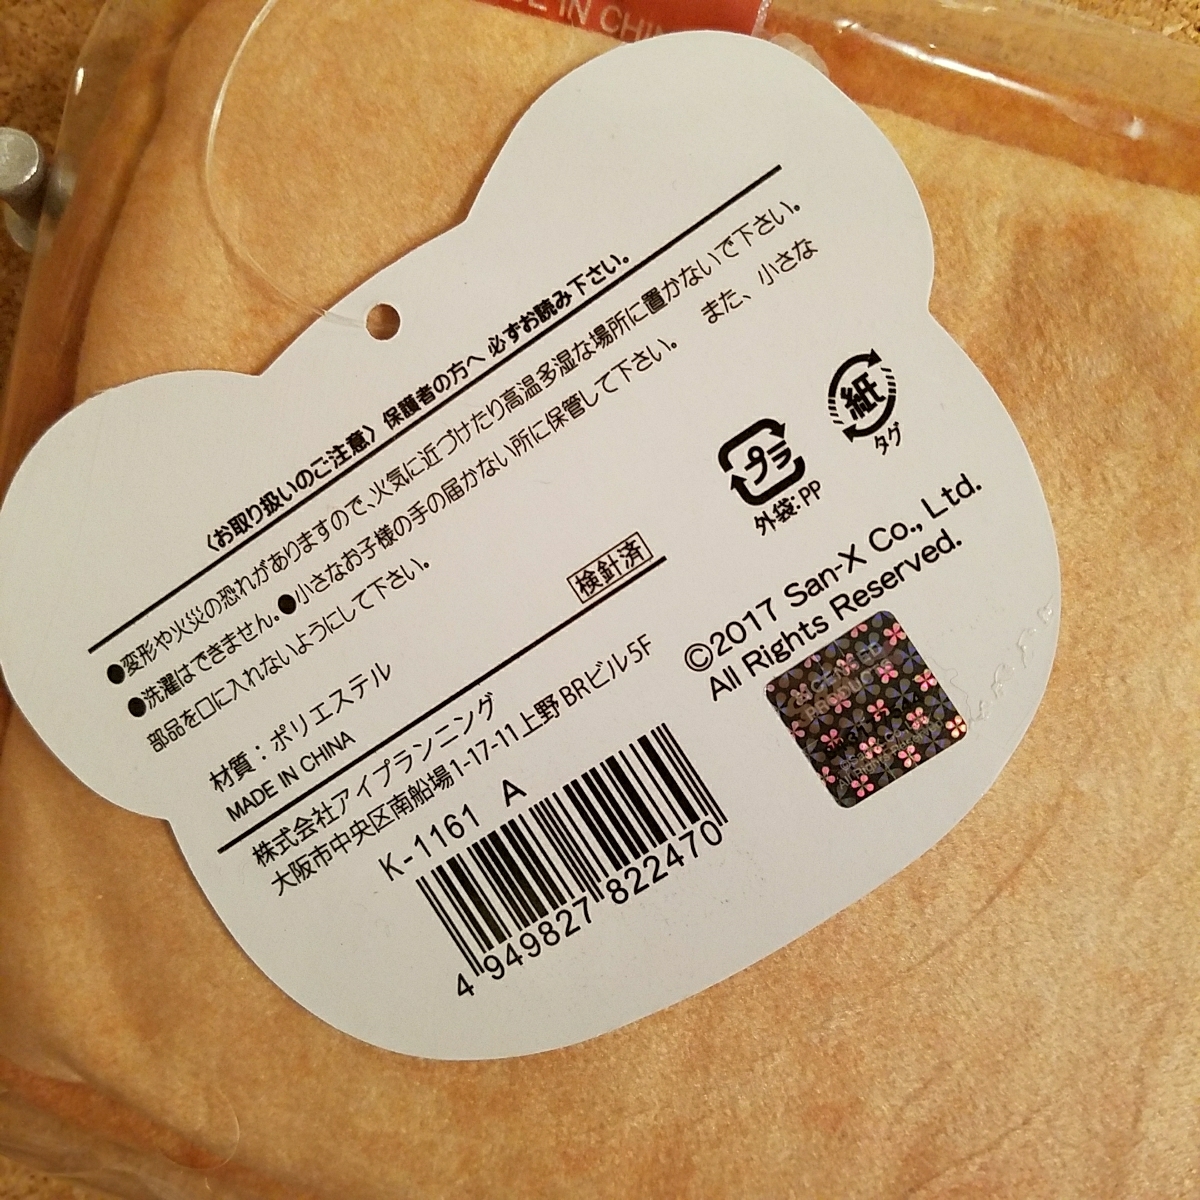 MADE IN CHINA
〈お取り扱いのご注意〉保護者の方へ 必ずお読み下さい。
●変形や火災の恐れがありますので、火気に近づけたり高温多湿な場所に置かないで下さい。
●洗濯はできません。●小さなお子様の手の届かない所に保管して下さい。 また、小さな
部品を口に入れないようにして下さい。
検針済
材質：ポリエステル
MADE IN CHINA
株式会社アイプランニング
大阪市中央区南船場1-17-11上野BRビル5F
K-1161 A
4 949827 822470
プラ
外袋:PP
紙
タグ
©2017 San-X Co., Ltd.
All Rights Reserved.
LICENSED
PRODUCT